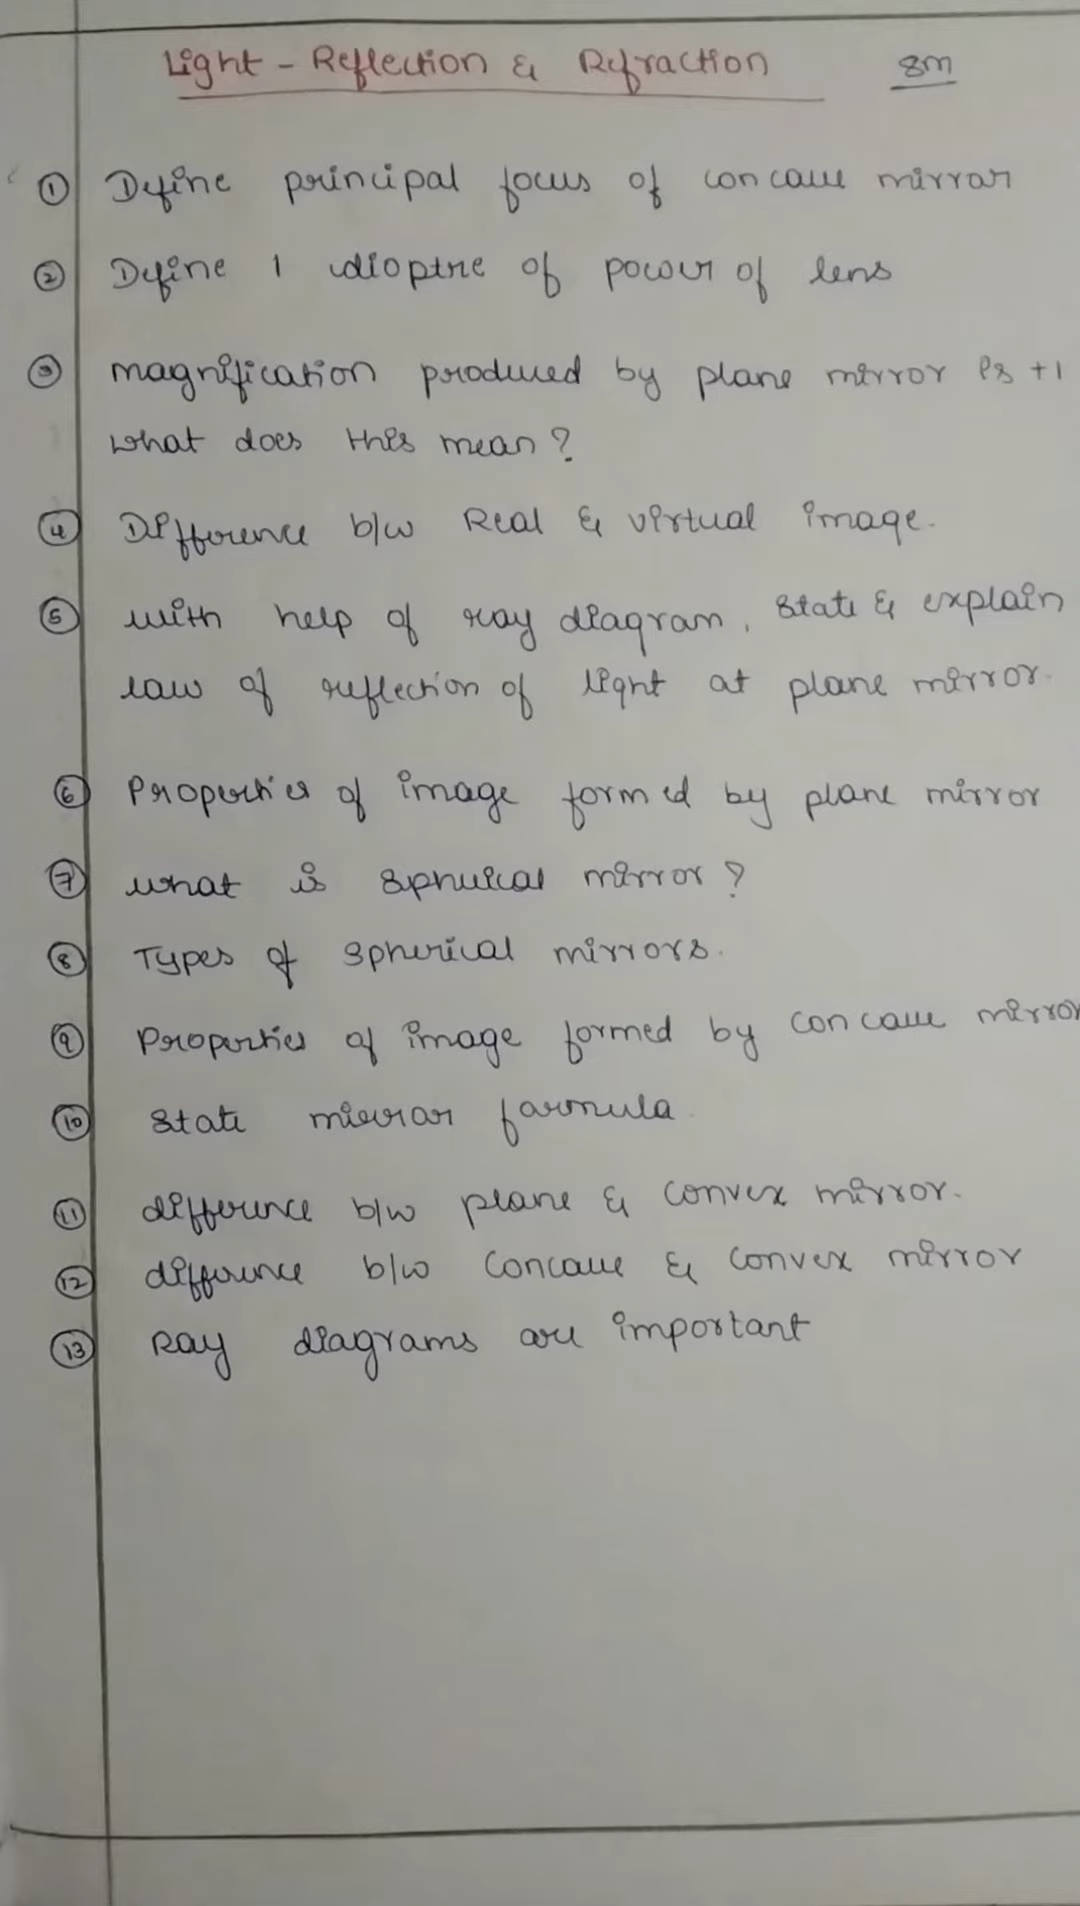 Light - Reflection & Refraction 8m
① Define principal focus of concave mirror
② Define 1 dioptre of power of lens
③ magnification produced by plane mirror is +1
what does this mean?
④ Difference b/w Real & virtual image.
⑤ with help of ray diagram, state & explain
law of reflection of light at plane mirror.
⑥ Properties of image formed by plane mirror
⑦ what is spherical mirror?
⑧ Types of spherical mirrors.
⑨ Properties of image formed by concave mirror
⑩ state mirror formula.
⑪ difference b/w plane & convex mirror.
⑫ difference b/w concave & convex mirror
⑬ Ray diagrams are important